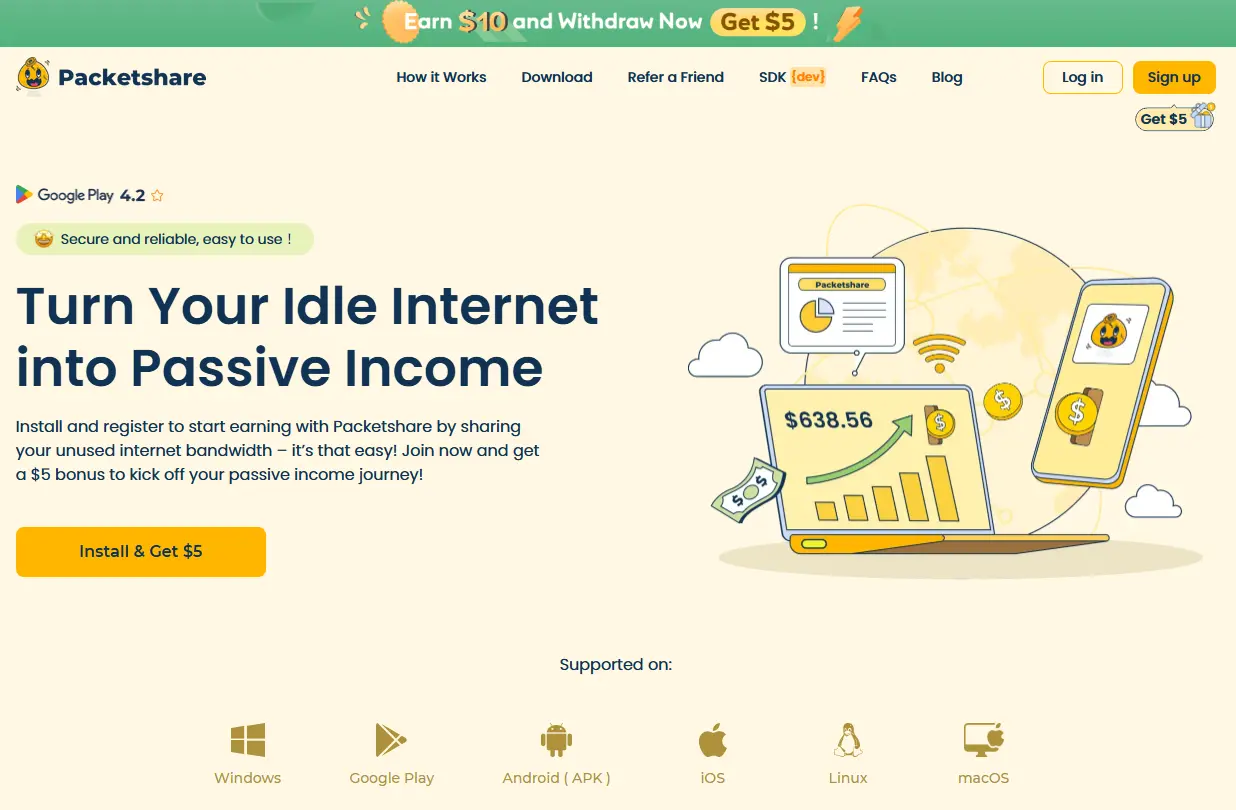 Earn $10 and Withdraw Now Get $5 !
Packetshare
How it Works
Download
Refer a Friend
SDK {dev}
FAQs
Blog
Log in
Sign up
Get $5
Google Play 4.2
Secure and reliable, easy to use !
Turn Your Idle Internet
into Passive Income
Install and register to start earning with Packetshare by sharing
your unused internet bandwidth – it's that easy! Join now and get
a $5 bonus to kick off your passive income journey!
Install & Get $5
Packetshare
$638.56
$
$
$
$
$
Supported on:
Windows
Google Play
Android ( APK )
iOS
Linux
macOS